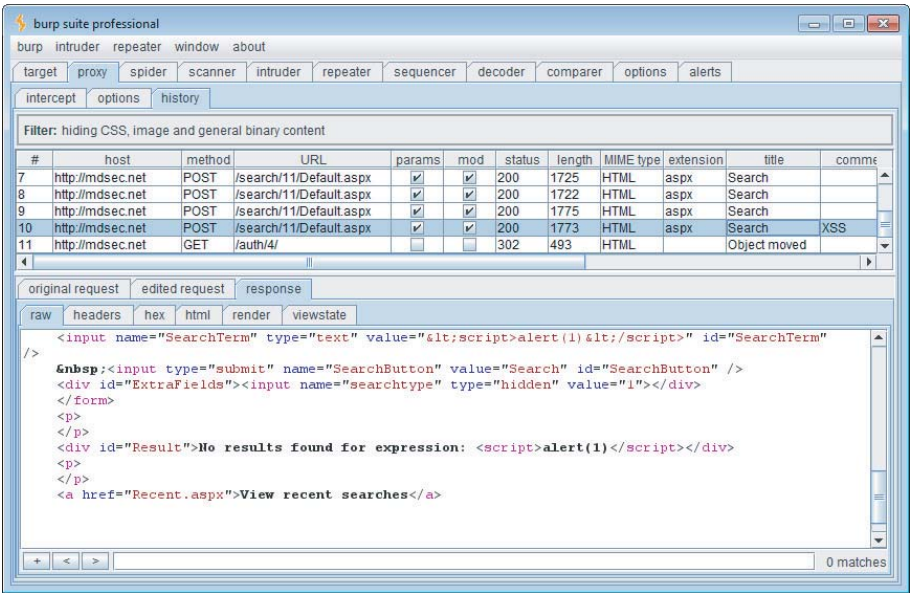 burp suite professional
burp intruder repeater window about
target proxy spider scanner intruder repeater sequencer decoder comparer options alerts
intercept options history
Filter: hiding CSS, image and general binary content
# host method URL params mod status length MIME type extension title comme
7 http://mdsec.net POST /search/11/Default.aspx 200 1725 HTML aspx Search
8 http://mdsec.net POST /search/11/Default.aspx 200 1722 HTML aspx Search
9 http://mdsec.net POST /search/11/Default.aspx 200 1775 HTML aspx Search
10 http://mdsec.net POST /search/11/Default.aspx 200 1773 HTML aspx Search XSS
11 http://mdsec.net GET /auth/4/ 302 493 HTML Object moved
original request edited request response
raw headers hex html render viewstate
<input name="SearchTerm" type="text" value="&lt;script>alert(1)&lt;/script>" id="SearchTerm"
/>
&nbsp;<input type="submit" name="SearchButton" value="Search" id="SearchButton" />
<div id="ExtraFields"><input name="searchtype" type="hidden" value="1"></div>
</form>
<p>
</p>
<div id="Result">No results found for expression: <script>alert(1)</script></div>
<p>
</p>
<a href="Recent.aspx">View recent searches</a>
+ < > 0 matches